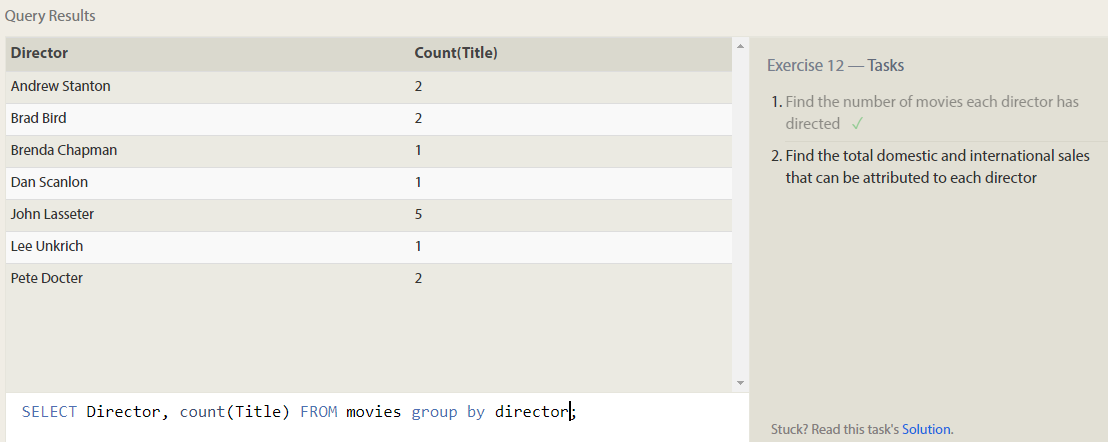 Query Results
Director Count(Title)
Andrew Stanton 2
Brad Bird 2
Brenda Chapman 1
Dan Scanlon 1
John Lasseter 5
Lee Unkrich 1
Pete Docter 2
SELECT Director, count(Title) FROM movies group by director;
Exercise 12 — Tasks
1. Find the number of movies each director has
directed ✓
2. Find the total domestic and international sales
that can be attributed to each director
Stuck? Read this task's Solution.